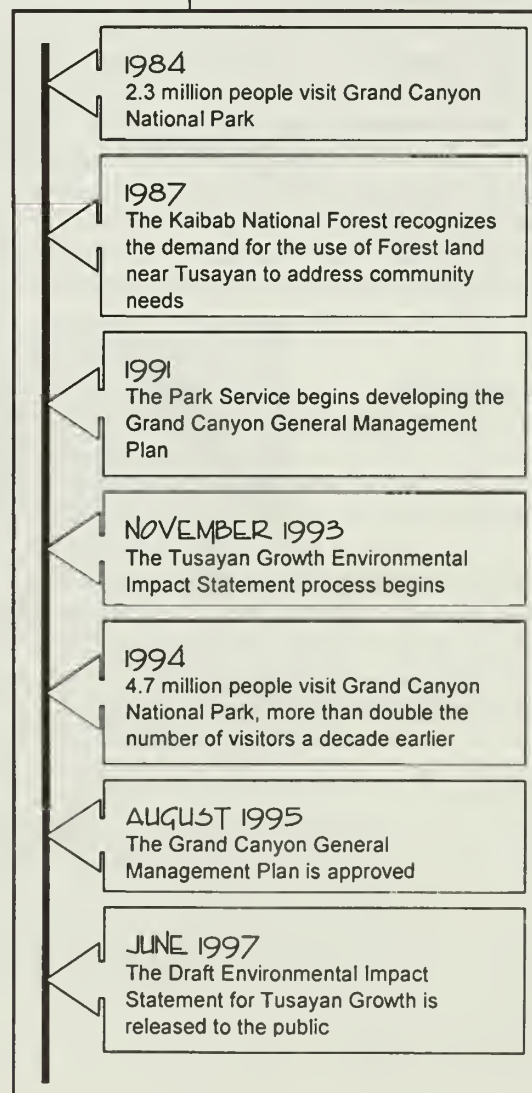 1984
2.3 million people visit Grand Canyon
National Park
1987
The Kaibab National Forest recognizes
the demand for the use of Forest land
near Tusayan to address community
needs
1991
The Park Service begins developing the
Grand Canyon General Management
Plan
NOVEMBER 1993
The Tusayan Growth Environmental
Impact Statement process begins
1994
4.7 million people visit Grand Canyon
National Park, more than double the
number of visitors a decade earlier
AUGUST 1995
The Grand Canyon General
Management Plan is approved
JUNE 1997
The Draft Environmental Impact
Statement for Tusayan Growth is
released to the public